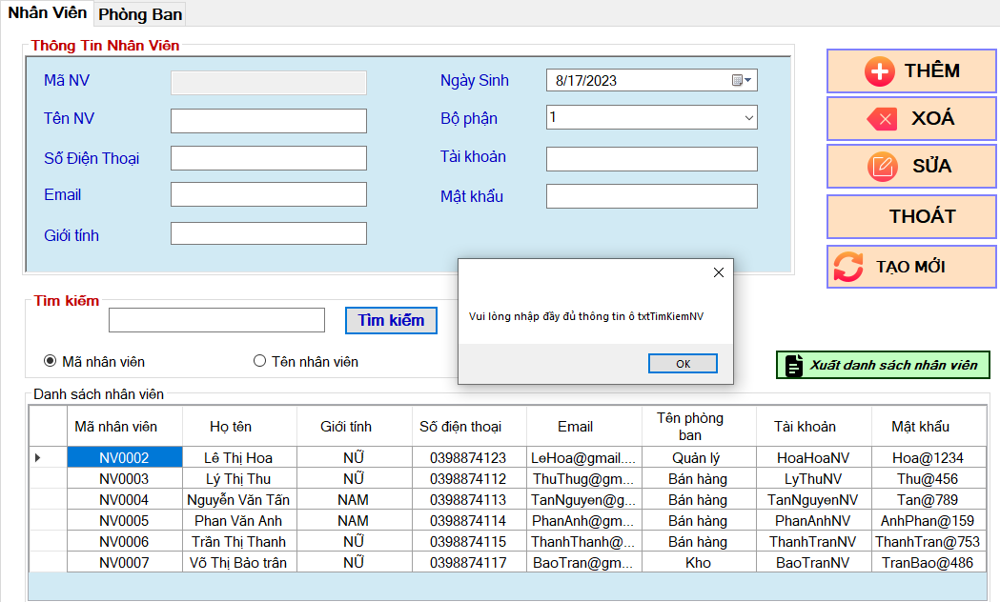 Nhân Viên Phòng Ban
Thông Tin Nhân Viên
Mã NV
Tên NV
Số Điện Thoại
Email
Giới tính
Ngày Sinh 8/17/2023
Bộ phận 1
Tài khoản
Mật khẩu
THÊM
XOÁ
SỬA
THOÁT
TẠO MỚI
Tìm kiếm
Tìm kiếm
Mã nhân viên Tên nhân viên
Vui lòng nhập đầy đủ thông tin ô txtTimKiemNV
OK
Xuất danh sách nhân viên
Danh sách nhân viên
Mã nhân viên Họ tên Giới tính Số điện thoại Email Tên phòng ban Tài khoản Mật khẩu
NV0002 Lê Thị Hoa NỮ 0398874123 LeHoa@gmail.... Quản lý HoaHoaNV Hoa@1234
NV0003 Lý Thị Thu NỮ 0398874112 ThuThug@gm... Bán hàng LyThuNV Thu@456
NV0004 Nguyễn Văn Tấn NAM 0398874113 TanNguyen@g... Bán hàng TanNguyenNV Tan@789
NV0005 Phan Văn Anh NAM 0398874114 PhanAnh@gm... Bán hàng PhanAnhNV AnhPhan@159
NV0006 Trần Thị Thanh NỮ 0398874115 ThanhThanh@... Bán hàng ThanhTranNV ThanhTran@753
NV0007 Võ Thị Bảo trân NỮ 0398874117 BaoTran@gm... Kho BaoTranNV TranBao@486